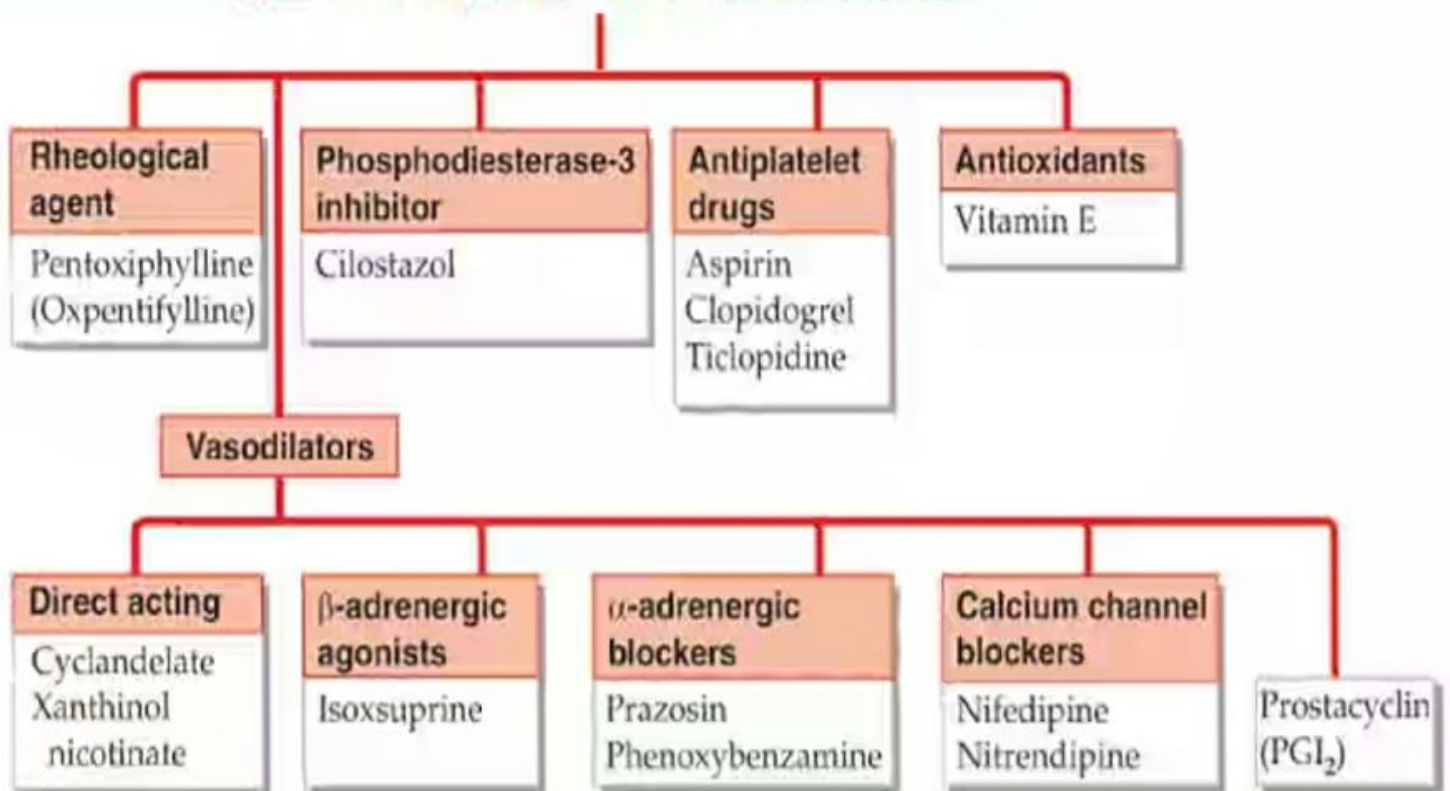 Rheological
agent
Pentoxiphylline
(Oxpentifylline)
Phosphodiesterase-3
inhibitor
Cilostazol
Antiplatelet
drugs
Aspirin
Clopidogrel
Ticlopidine
Antioxidants
Vitamin E
Vasodilators
Direct acting
Cyclandelate
Xanthinol
nicotinate
β-adrenergic
agonists
Isoxsuprine
α-adrenergic
blockers
Prazosin
Phenoxybenzamine
Calcium channel
blockers
Nifedipine
Nitrendipine
Prostacyclin
(PGI₂)